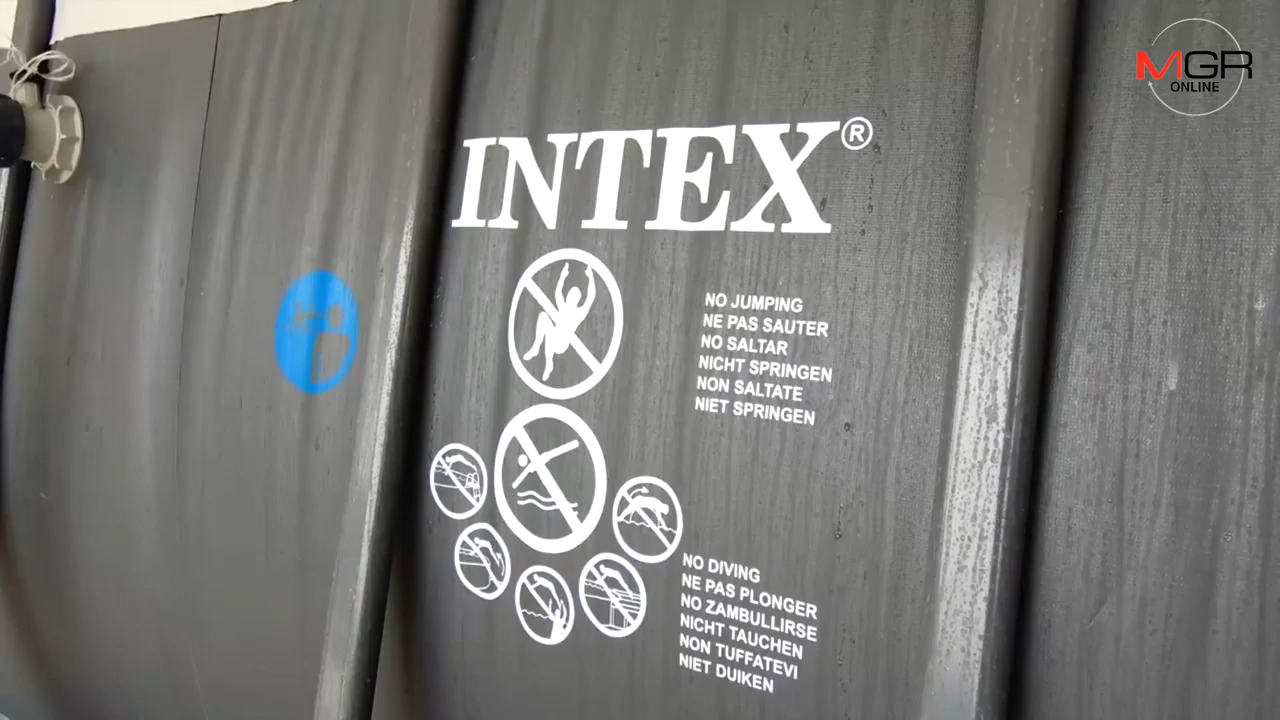 MGR
ONLINE
INTEX®
NO JUMPING
NE PAS SAUTER
NO SALTAR
NICHT SPRINGEN
NON SALTATE
NIET SPRINGEN
NO DIVING
NE PAS PLONGER
NO ZAMBULLIRSE
NICHT TAUCHEN
NON TUFFATEVI
NIET DUIKEN